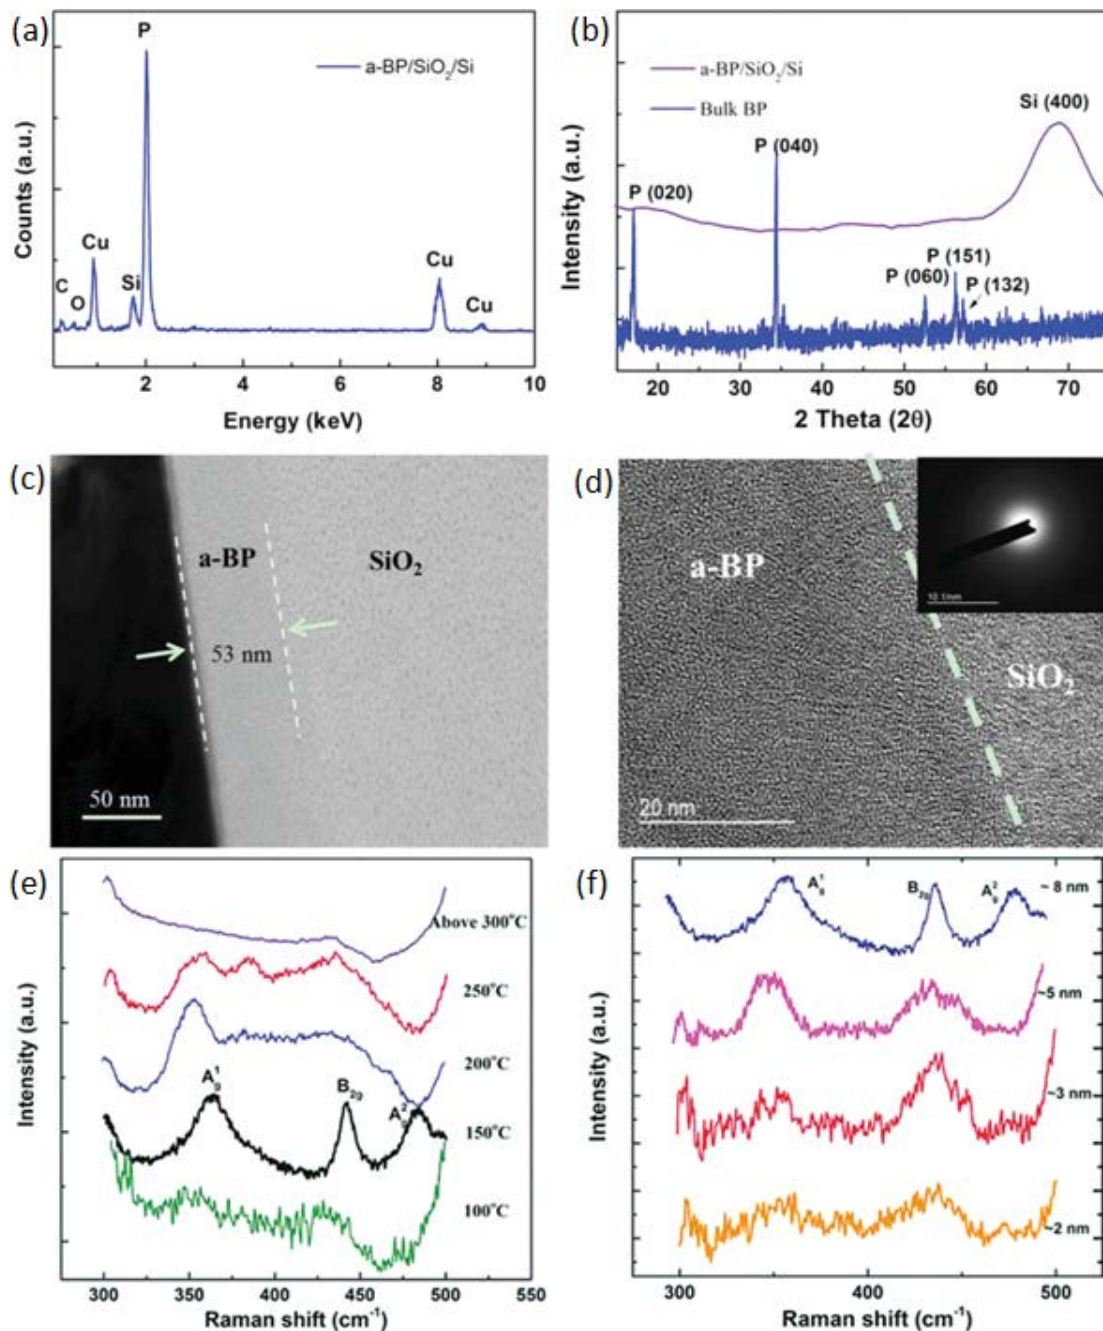 (a)
P
a-BP/SiO₂/Si
Cu
C
O
Si
Cu
Cu
Counts (a.u.)
2
4
6
8
10
Energy (keV)
(b)
a-BP/SiO₂/Si
Bulk BP
Si (400)
P (040)
P (020)
P (151)
P (060)
P (132)
Intensity (a.u.)
20
30
40
50
60
70
2 Theta (2θ)
(c)
a-BP
SiO₂
53 nm
50 nm
(d)
a-BP
10 1/nm
SiO₂
20 nm
(e)
Above 300°C
250°C
200°C
A¹g
B₂g
A²g
150°C
100°C
Intensity (a.u.)
300
350
400
450
500
Raman shift (cm⁻¹)
(f)
A¹g
B₂g
A²g
~ 8 nm
~5 nm
~3 nm
~2 nm
Intensity (a.u.)
300
400
500
Raman shift (cm⁻¹)